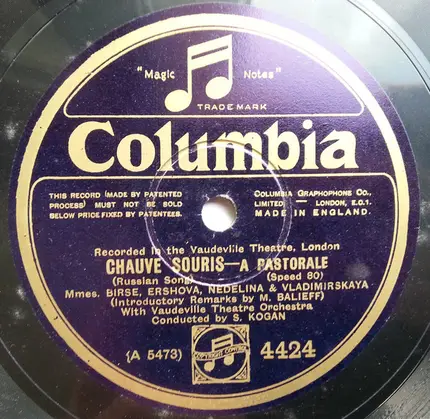 "Magic Notes"
TRADE MARK
Columbia
THIS RECORD (MADE BY PATENTED
PROCESS) MUST NOT BE SOLD
BELOW PRICE FIXED BY PATENTEES.
COLUMBIA GRAPHOPHONE CO.,
LIMITED — LONDON, E.C.1.
MADE IN ENGLAND.
Recorded in the Vaudeville Theatre, London
CHAUVE SOURIS—A PASTORALE
(Russian Song) (Speed 80)
Mmes. BIRSE, ERSHOVA, NEDELINA & VLADIMIRSKAYA
(Introductory Remarks by M. BALIEFF)
With Vaudeville Theatre Orchestra
Conducted by S. KOGAN
(A 5473)
COPYRIGHT CONTROL
4424